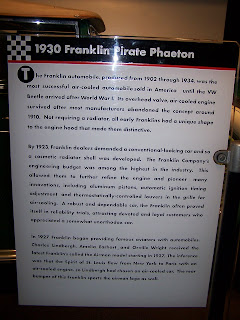 1930 Franklin Pirate Phaeton
The Franklin automobile, produced from 1902 through 1934, was the
most successful air-cooled automobile sold in America until the VW
Beetle arrived after World War I. Its overhead valve, air-cooled engine
survived after most manufacturers abandoned the concept around
1910. Not requiring a radiator, all early Franklins had a unique shape
to the engine hood that made them distinctive.
By 1923, Franklin dealers demanded a conventional-looking car and so
a cosmetic radiator shell was developed. The Franklin Company's
engineering budget was among the highest in the industry. This
allowed them to further refine the engine and pioneer many
innovations, including aluminum pistons, automatic ignition timing
adjustment and thermostatically-controlled louvers in the grille for
air-cooling. A robust and dependable car, the Franklin often proved
itself in reliability trials, attracting devoted and loyal customers who
appreciated a somewhat unorthodox car.
In 1927 Franklin began providing famous aviators with automobiles.
Charles Lindbergh, Amelia Earhart, and Orville Wright received the
latest Franklins called the Airman model starting in 1927. The inference
was that the Spirit of St. Louis flew from New York to Paris with an
air-cooled engine, so Lindbergh had chosen an air-cooled car. The rear
bumper of this Franklin sports the airman logo as well.